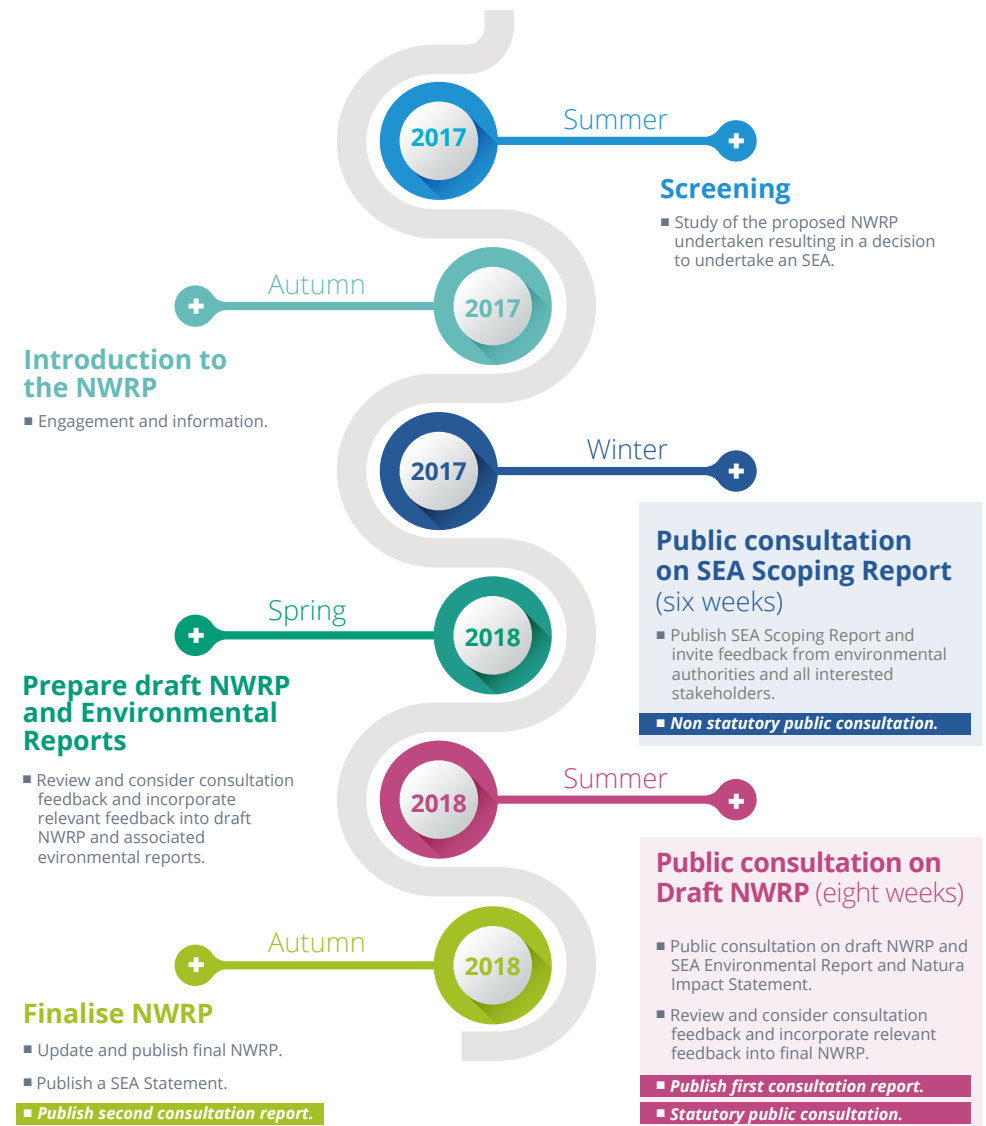 2017
Summer
Screening
■ Study of the proposed NWRP
undertaken resulting in a decision
to undertake an SEA.
Autumn
2017
Introduction to
the NWRP
■ Engagement and information.
2017
Winter
Public consultation
on SEA Scoping Report
(six weeks)
■ Publish SEA Scoping Report and
invite feedback from environmental
authorities and all interested
stakeholders.
■ Non statutory public consultation.
Spring
2018
Prepare draft NWRP
and Environmental
Reports
■ Review and consider consultation
feedback and incorporate
relevant feedback into draft
NWRP and associated
evironmental reports.
2018
Summer
Public consultation on
Draft NWRP (eight weeks)
■ Public consultation on draft NWRP and
SEA Environmental Report and Natura
Impact Statement.
■ Review and consider consultation
feedback and incorporate relevant
feedback into final NWRP.
■ Publish first consultation report.
■ Statutory public consultation.
Autumn
2018
Finalise NWRP
■ Update and publish final NWRP.
■ Publish a SEA Statement.
■ Publish second consultation report.